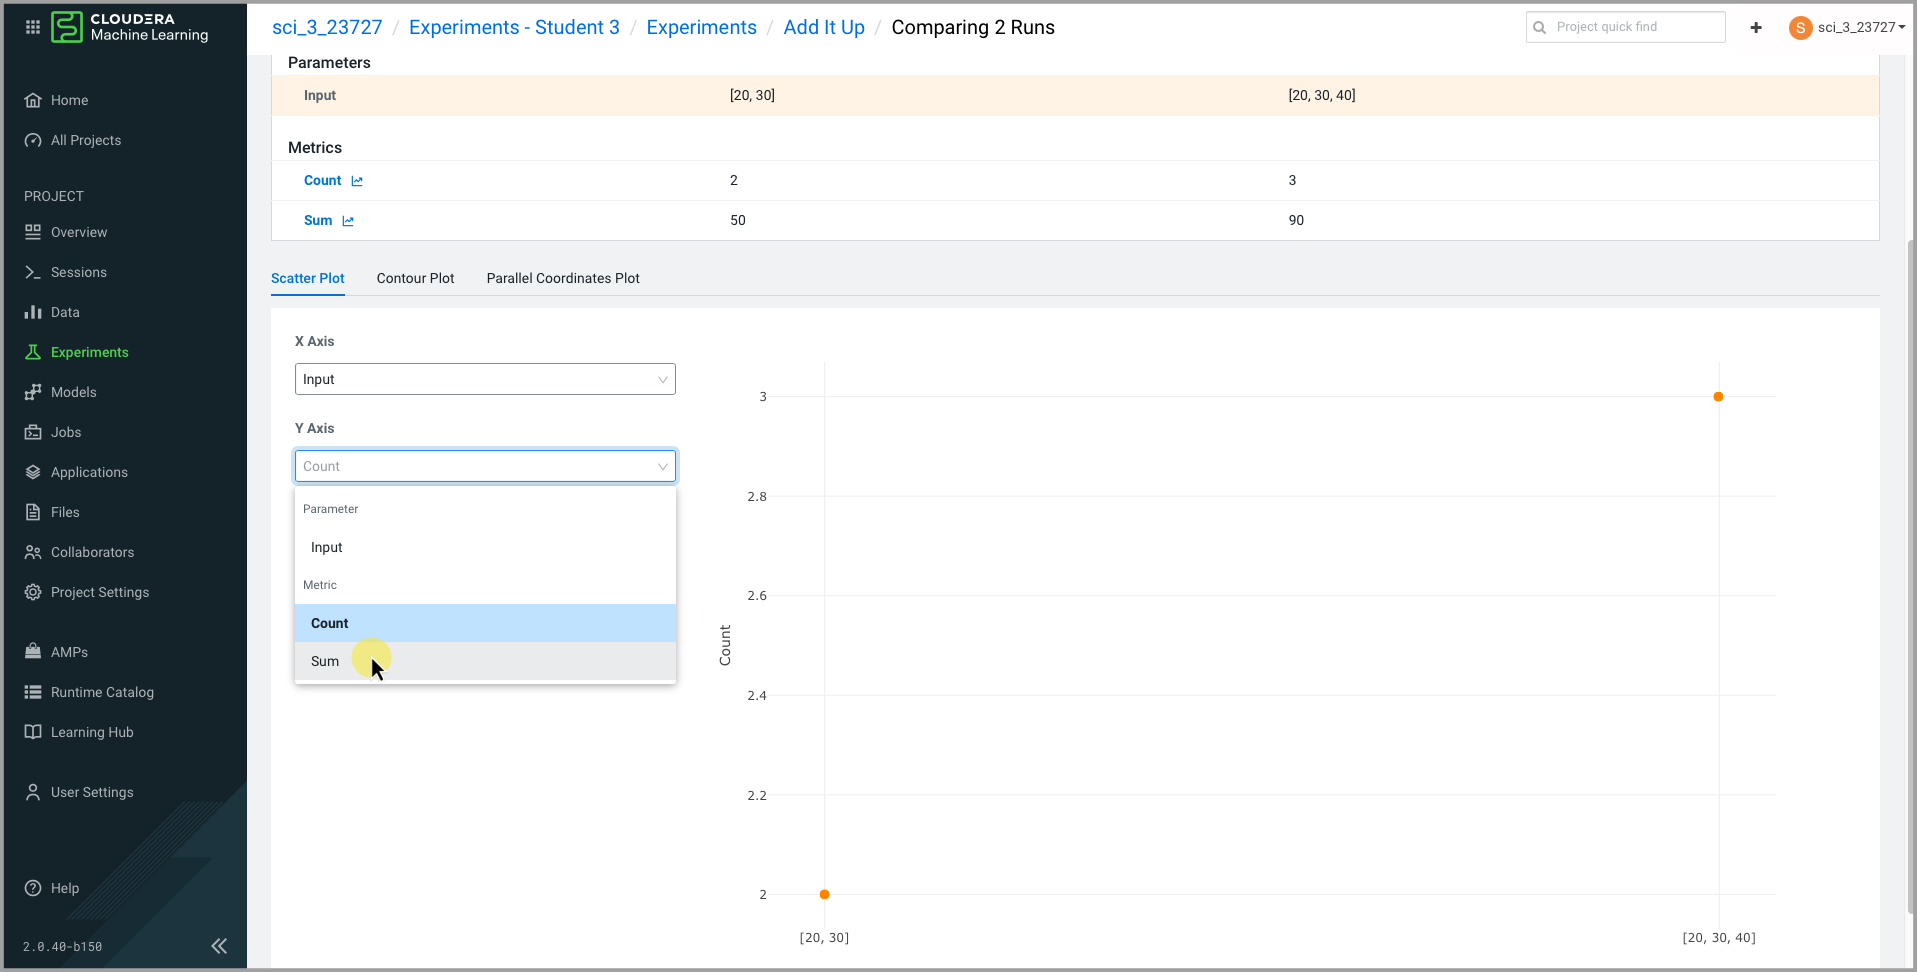 CLOUDERA
Machine Learning
sci_3_23727 / Experiments - Student 3 / Experiments / Add It Up / Comparing 2 Runs
Project quick find
+
S sci_3_23727
Home
All Projects
PROJECT
Overview
Sessions
Data
Experiments
Models
Jobs
Applications
Files
Collaborators
Project Settings
AMPs
Runtime Catalog
Learning Hub
User Settings
Help
2.0.40-b150
Parameters
Input [20, 30] [20, 30, 40]
Metrics
Count 2 3
Sum 50 90
Scatter Plot Contour Plot Parallel Coordinates Plot
X Axis
Input
Y Axis
Count
Parameter
Input
Metric
Count
Sum
3
2.8
2.6
2.4
2.2
2
Count
[20, 30] [20, 30, 40]